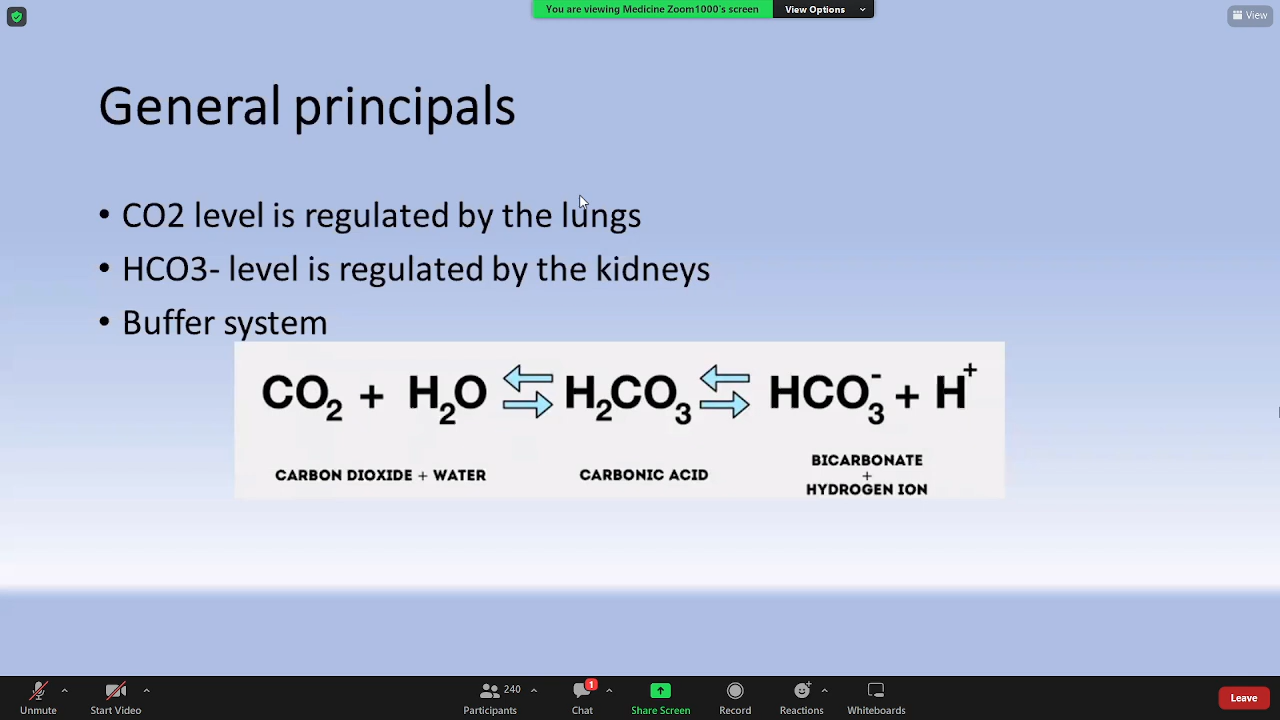 You are viewing Medicine Zoom1000's screen View Options
View
General principals
• CO2 level is regulated by the lungs
• HCO3- level is regulated by the kidneys
• Buffer system
CO₂ + H₂O ⇌ H₂CO₃ ⇌ HCO₃⁻ + H⁺
CARBON DIOXIDE + WATER CARBONIC ACID BICARBONATE
+
HYDROGEN ION
Unmute Start Video Participants 240 Chat 1 Share Screen Record Reactions Whiteboards Leave